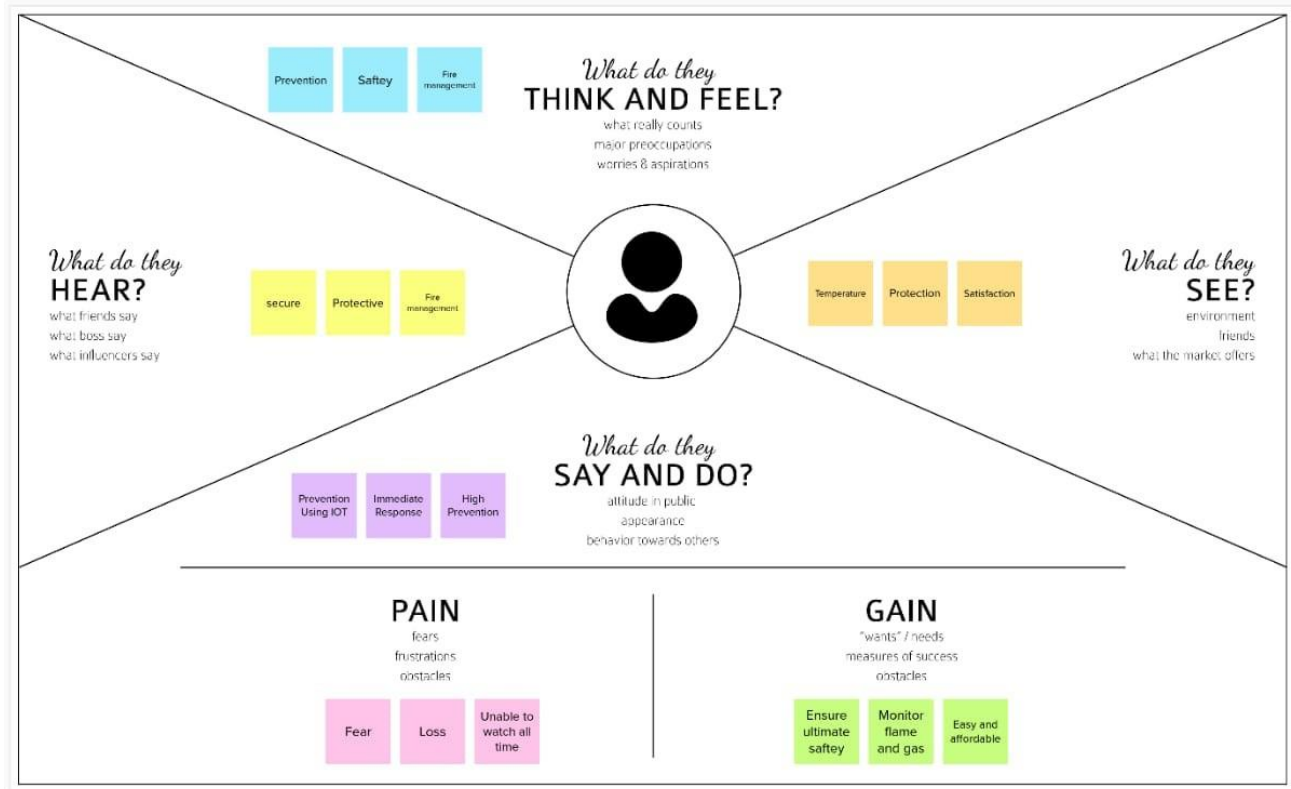 Prevention
Saftey
Fire
management
What do they
THINK AND FEEL?
what really counts
major preoccupations
worries & aspirations
What do they
HEAR?
what friends say
what boss say
what influencers say
secure
Protective
Fire
management
Temperature
Protection
Satisfaction
What do they
SEE?
environment
friends
what the market offers
What do they
SAY AND DO?
attitude in public
appearance
behavior towards others
Prevention
Using IOT
Immediate
Response
High
Prevention
PAIN
fears
frustrations
obstacles
Fear
Loss
Unable to
watch all
time
GAIN
"wants" / needs
measures of success
obstacles
Ensure
ultimate
saftey
Monitor
flame
and gas
Easy and
affordable